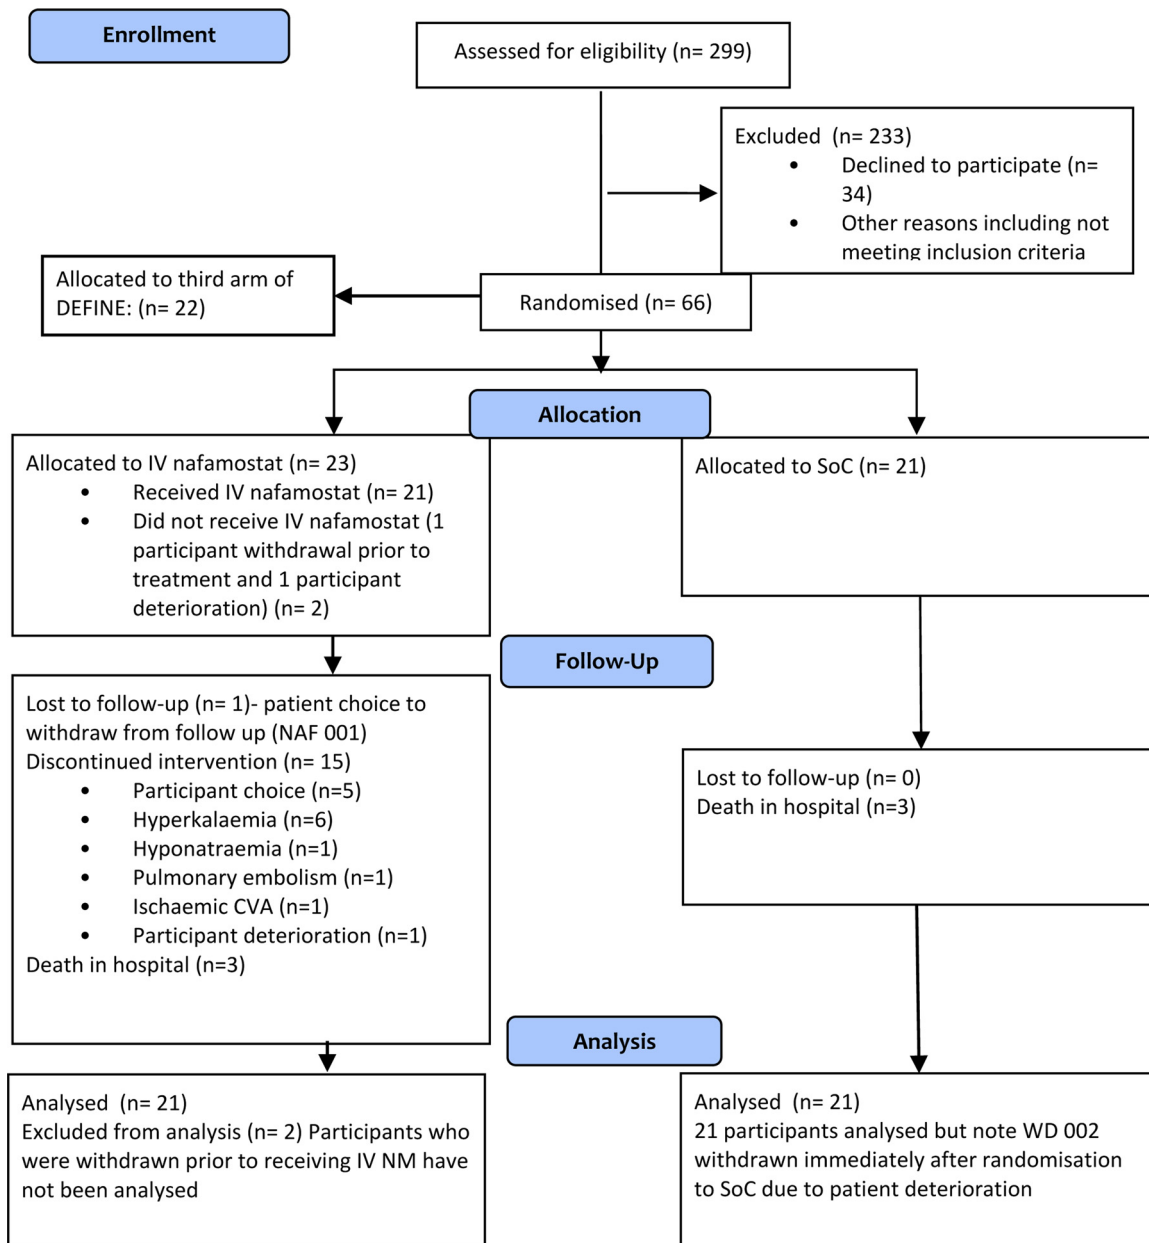 Enrollment
Assessed for eligibility (n= 299)
Excluded  (n= 233)
• Declined to participate (n=
34)
• Other reasons including not
meeting inclusion criteria
Allocated to third arm of
DEFINE: (n= 22)
Randomised (n= 66)
Allocation
Allocated to IV nafamostat (n= 23)
• Received IV nafamostat (n= 21)
• Did not receive IV nafamostat (1
participant withdrawal prior to
treatment and 1 participant
deterioration) (n= 2)
Allocated to SoC (n= 21)
Follow-Up
Lost to follow-up (n= 1)- patient choice to
withdraw from follow up (NAF 001)
Discontinued intervention (n= 15)
• Participant choice (n=5)
• Hyperkalaemia (n=6)
• Hyponatraemia (n=1)
• Pulmonary embolism (n=1)
• Ischaemic CVA (n=1)
• Participant deterioration (n=1)
Death in hospital (n=3)
Lost to follow-up (n= 0)
Death in hospital (n=3)
Analysis
Analysed  (n= 21)
Excluded from analysis (n= 2) Participants who
were withdrawn prior to receiving IV NM have
not been analysed
Analysed  (n= 21)
21 participants analysed but note WD 002
withdrawn immediately after randomisation
to SoC due to patient deterioration